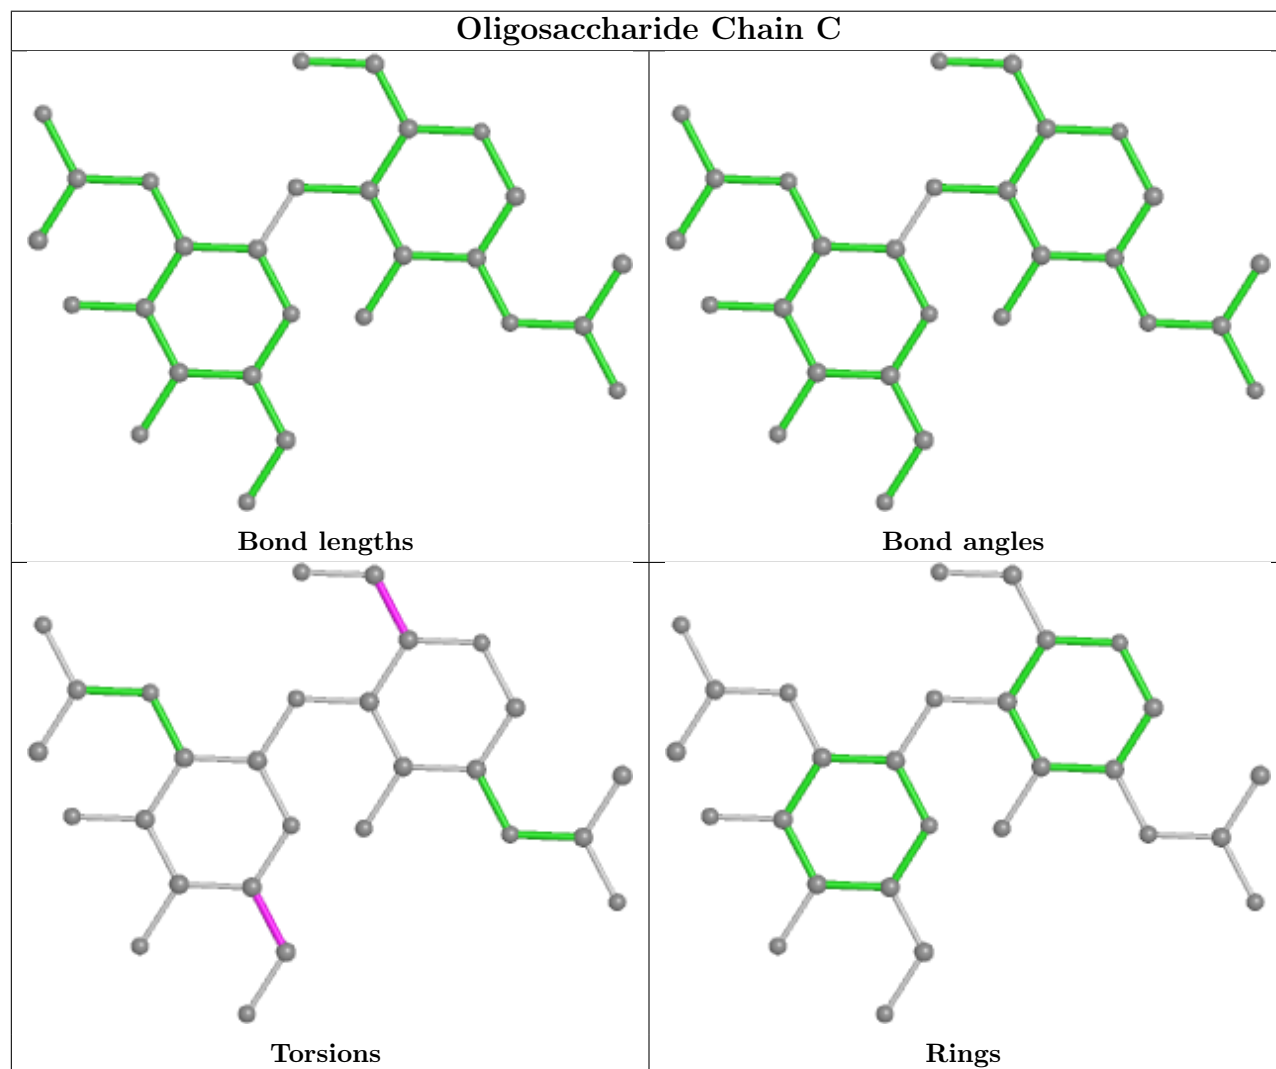 Oligosaccharide Chain C
Bond lengths
Bond angles
Torsions
Rings